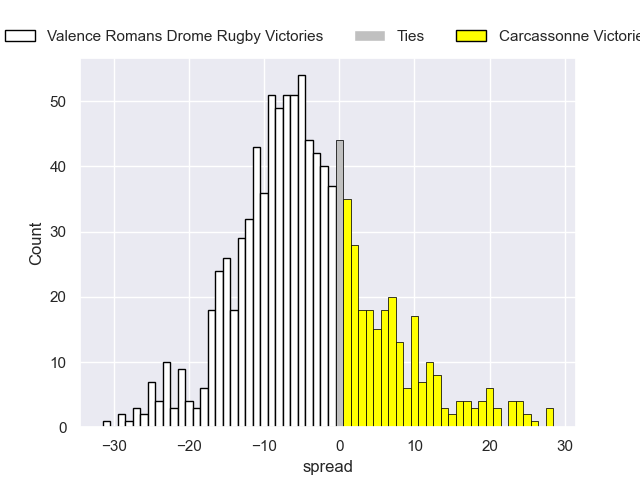 Valence Romans Drome Rugby Victories Ties Carcassonne Victorie
50
40
30
20
10
0
Count
−30 −20 −10 0 10 20 30
spread